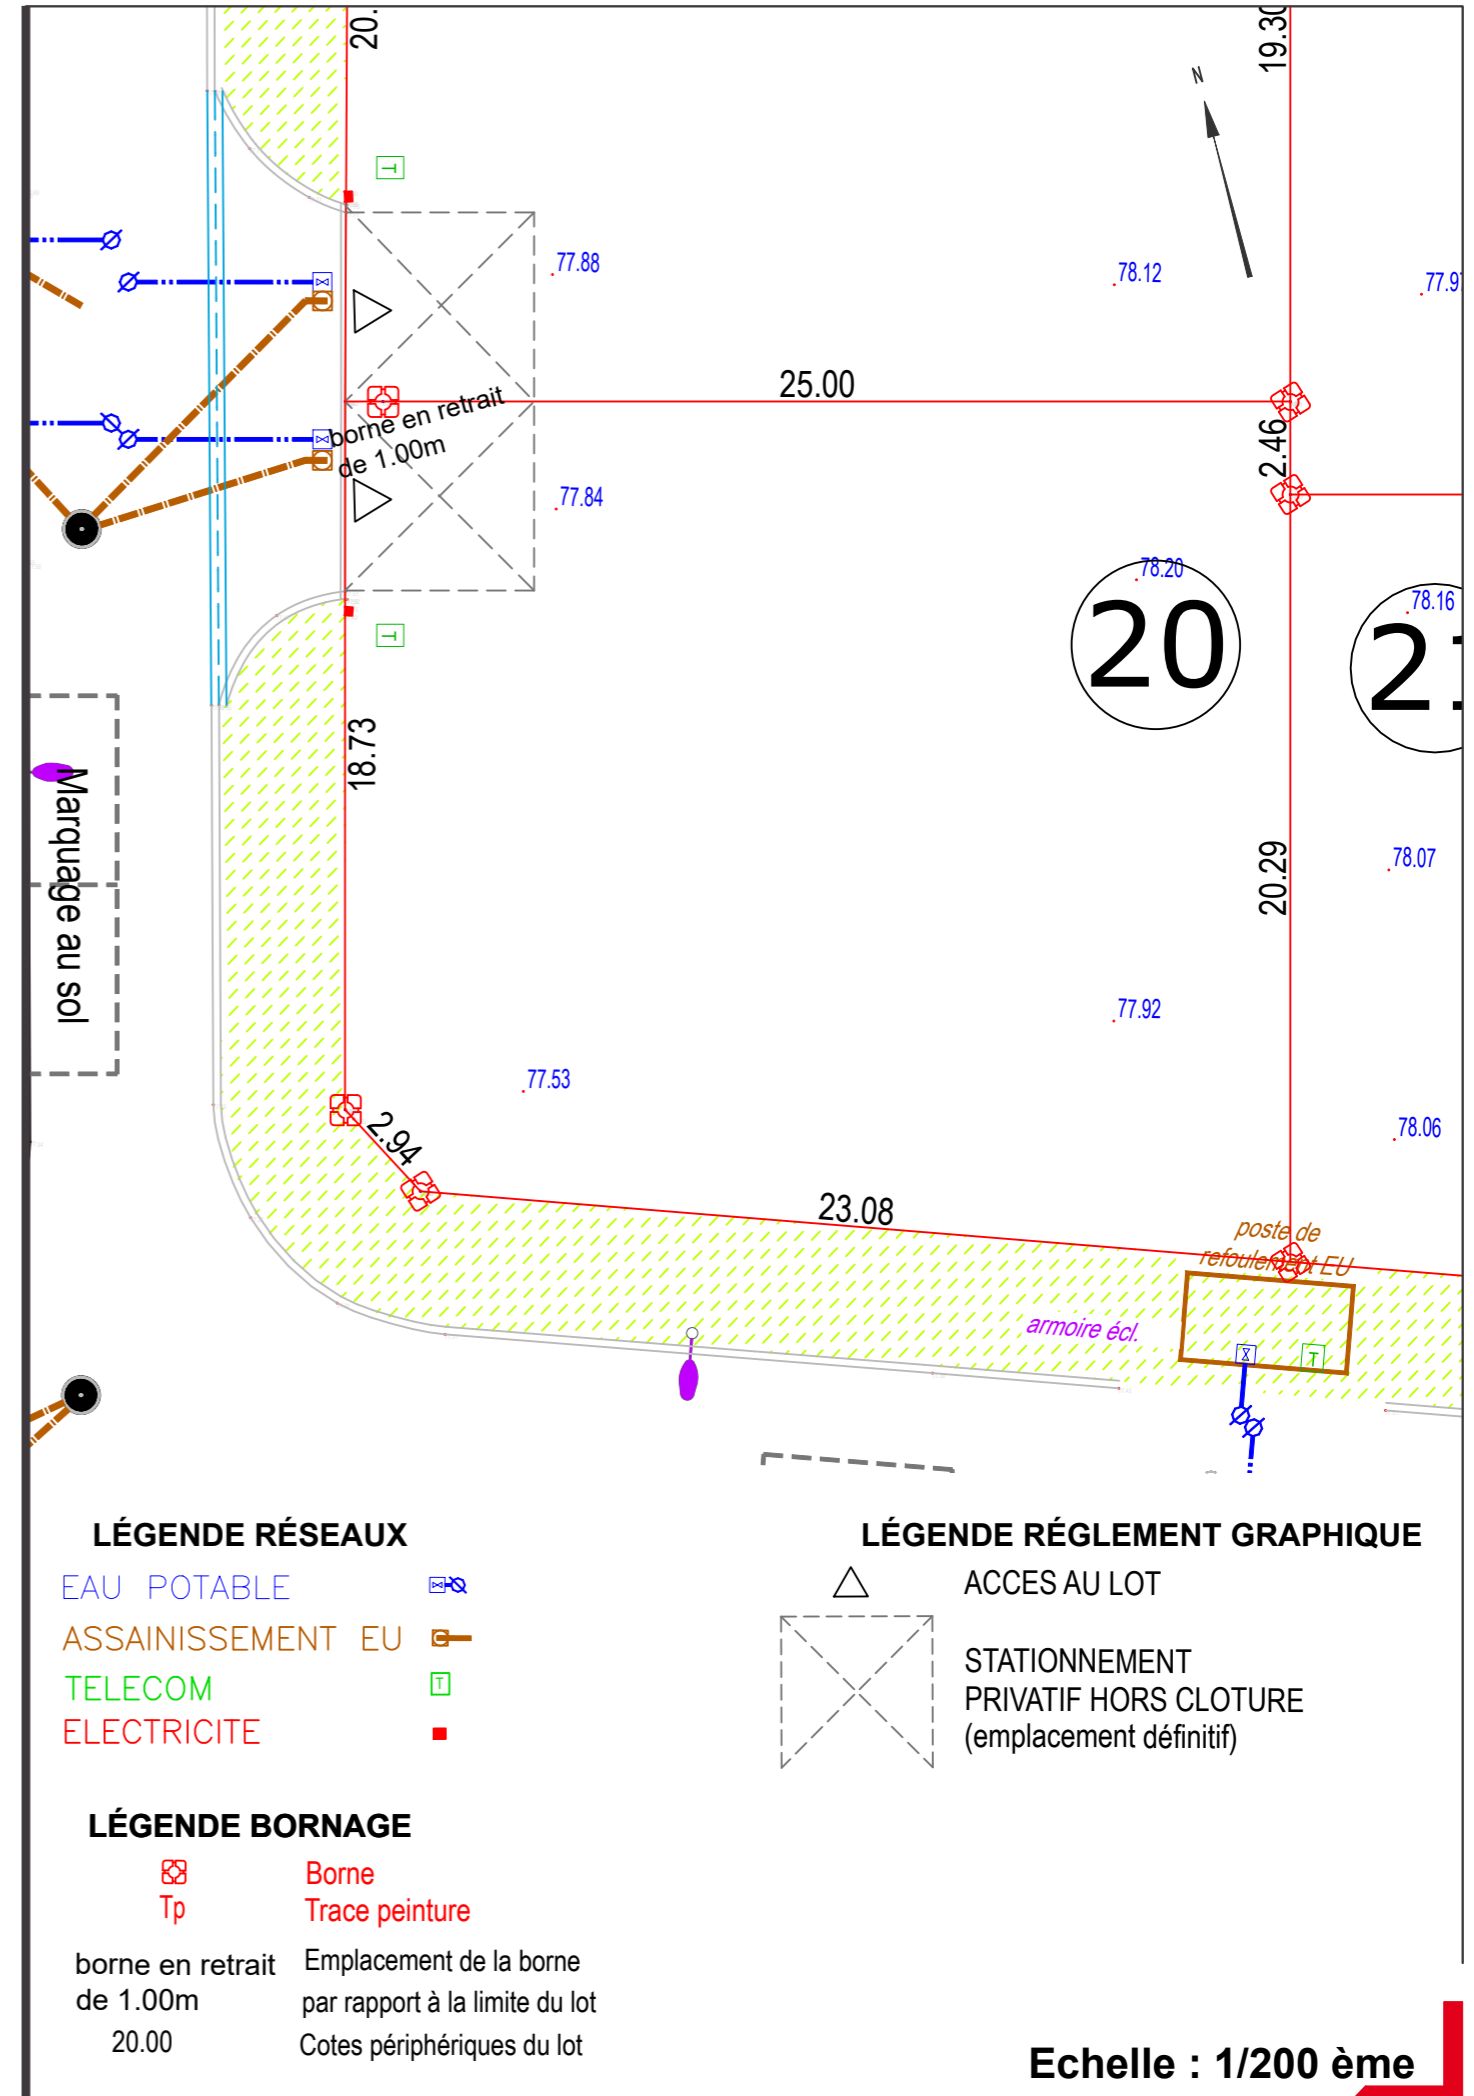 20.
19.30
N
77.88
78.12
77.97
25.00
borne en retrait
de 1.00m
2.46
77.84
78.20
20
78.16
18.73
Marquage au sol
20.29
78.07
77.92
77.53
78.06
2.94
23.08
poste de
refoulement EU
armoire écl.
T
LÉGENDE RÉSEAUX
EAU POTABLE
ASSAINISSEMENT EU
TELECOM T
ELECTRICITE
LÉGENDE RÉGLEMENT GRAPHIQUE
ACCES AU LOT
STATIONNEMENT
PRIVATIF HORS CLOTURE
(emplacement définitif)
LÉGENDE BORNAGE
Borne
Tp Trace peinture
borne en retrait Emplacement de la borne
de 1.00m par rapport à la limite du lot
20.00 Cotes périphériques du lot
Echelle : 1/200 ème